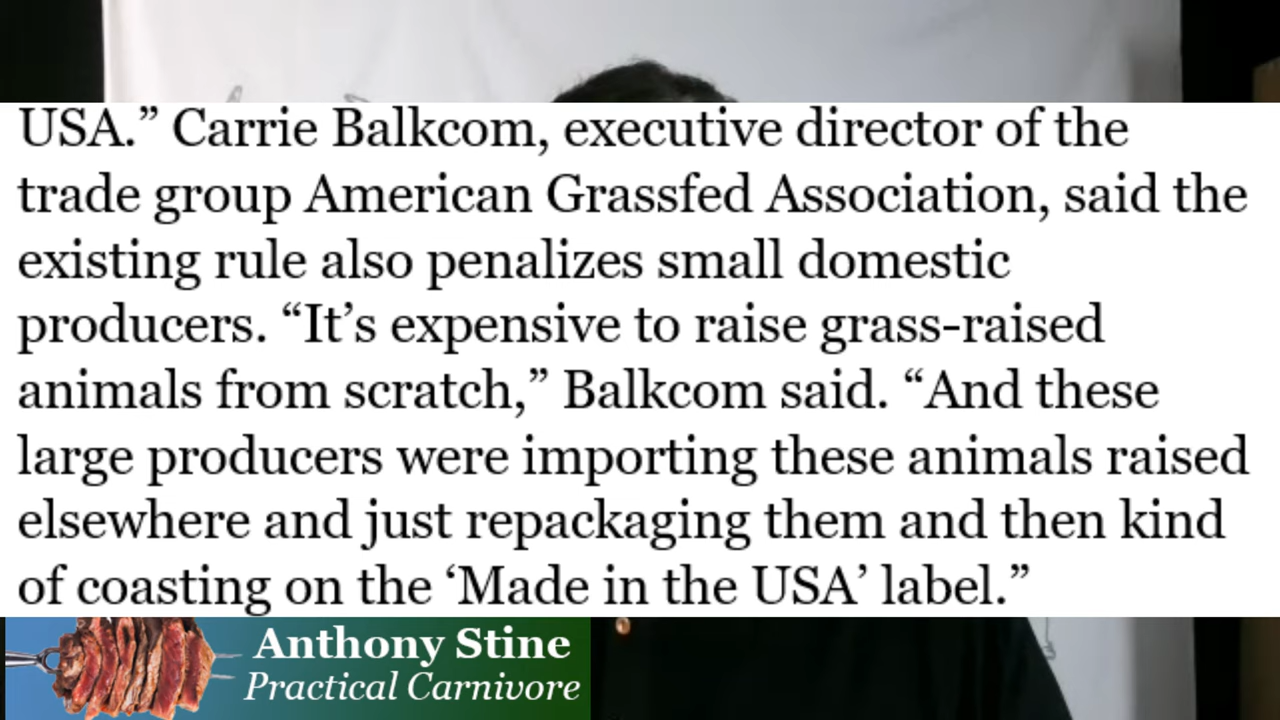 USA.” Carrie Balkcom, executive director of the
trade group American Grassfed Association, said the
existing rule also penalizes small domestic
producers. “It’s expensive to raise grass-raised
animals from scratch,” Balkcom said. “And these
large producers were importing these animals raised
elsewhere and just repackaging them and then kind
of coasting on the ‘Made in the USA’ label.”
Anthony Stine
Practical Carnivore